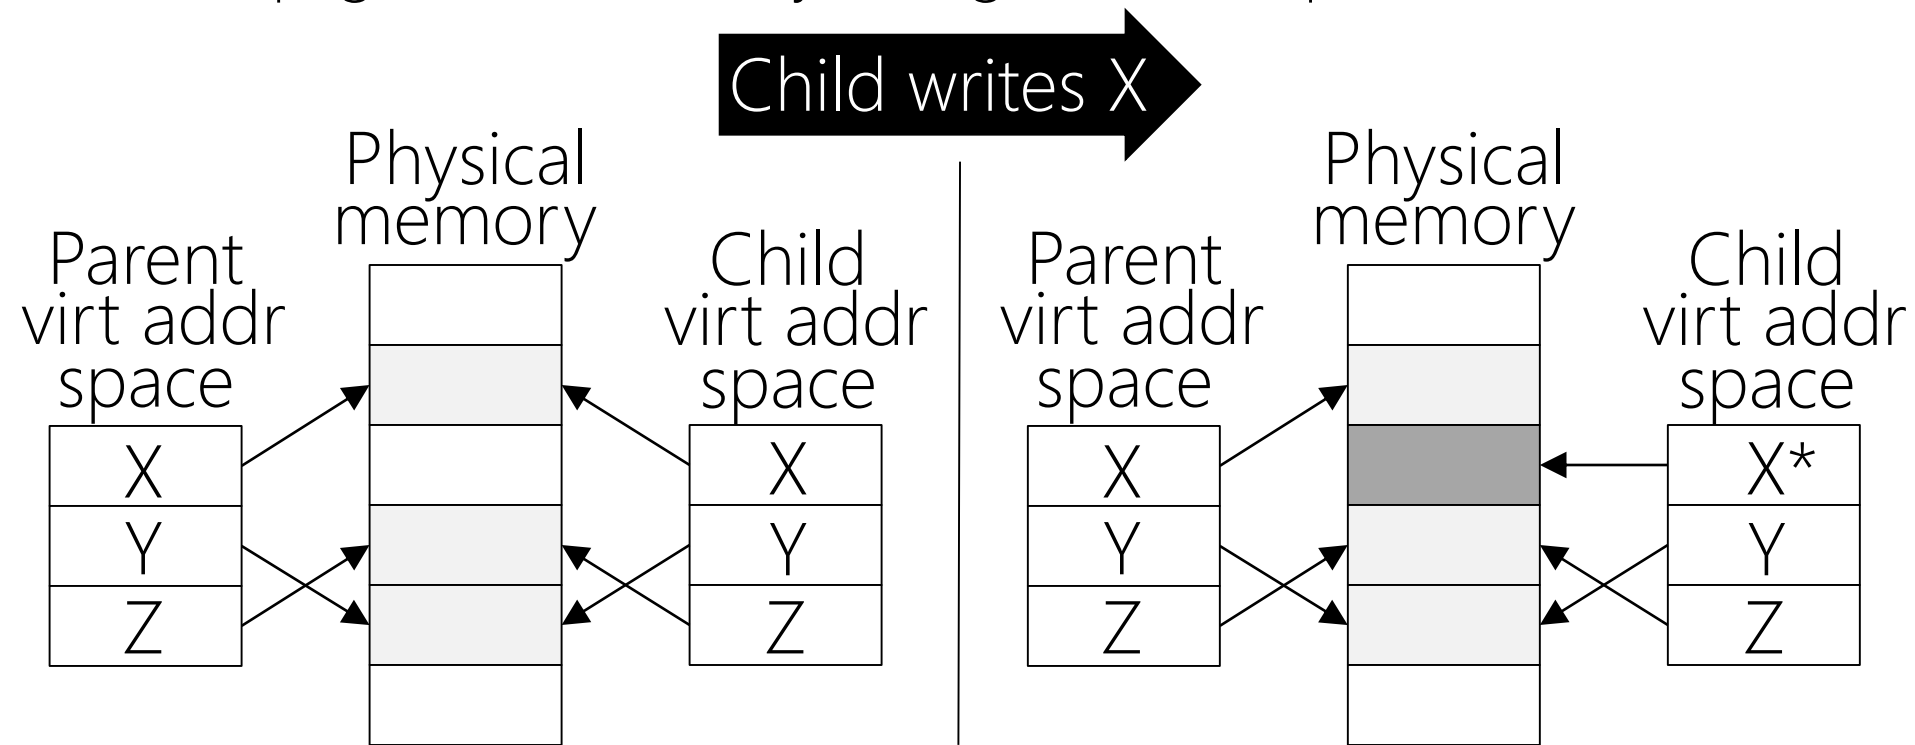 Child writes X
Physical
memory
Parent
virt addr
space
Child
virt addr
space
X
Y
Z
X
Y
Z
Physical
memory
Parent
virt addr
space
Child
virt addr
space
X
Y
Z
X*
Y
Z